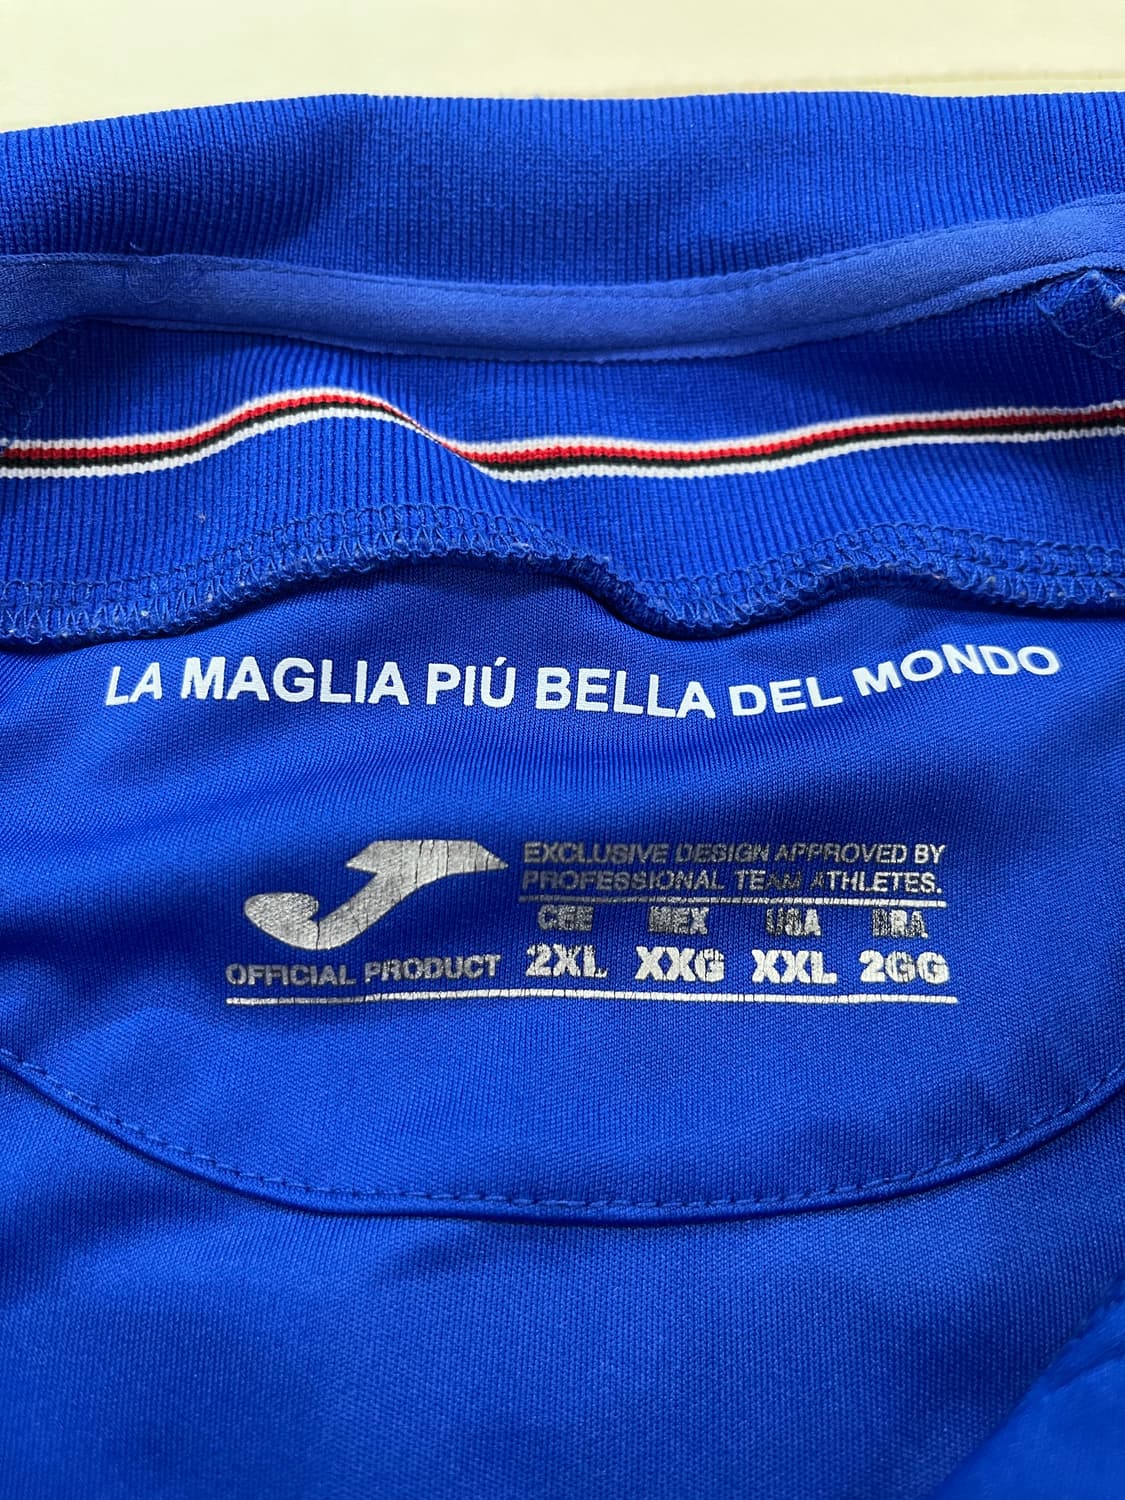 LA MAGLIA PIÚ BELLA DEL MONDO
EXCLUSIVE DESIGN APPROVED BY
PROFESSIONAL TEAM ATHLETES.
CEE MEX USA BRA
OFFICIAL PRODUCT 2XL XXG XXL 2GG